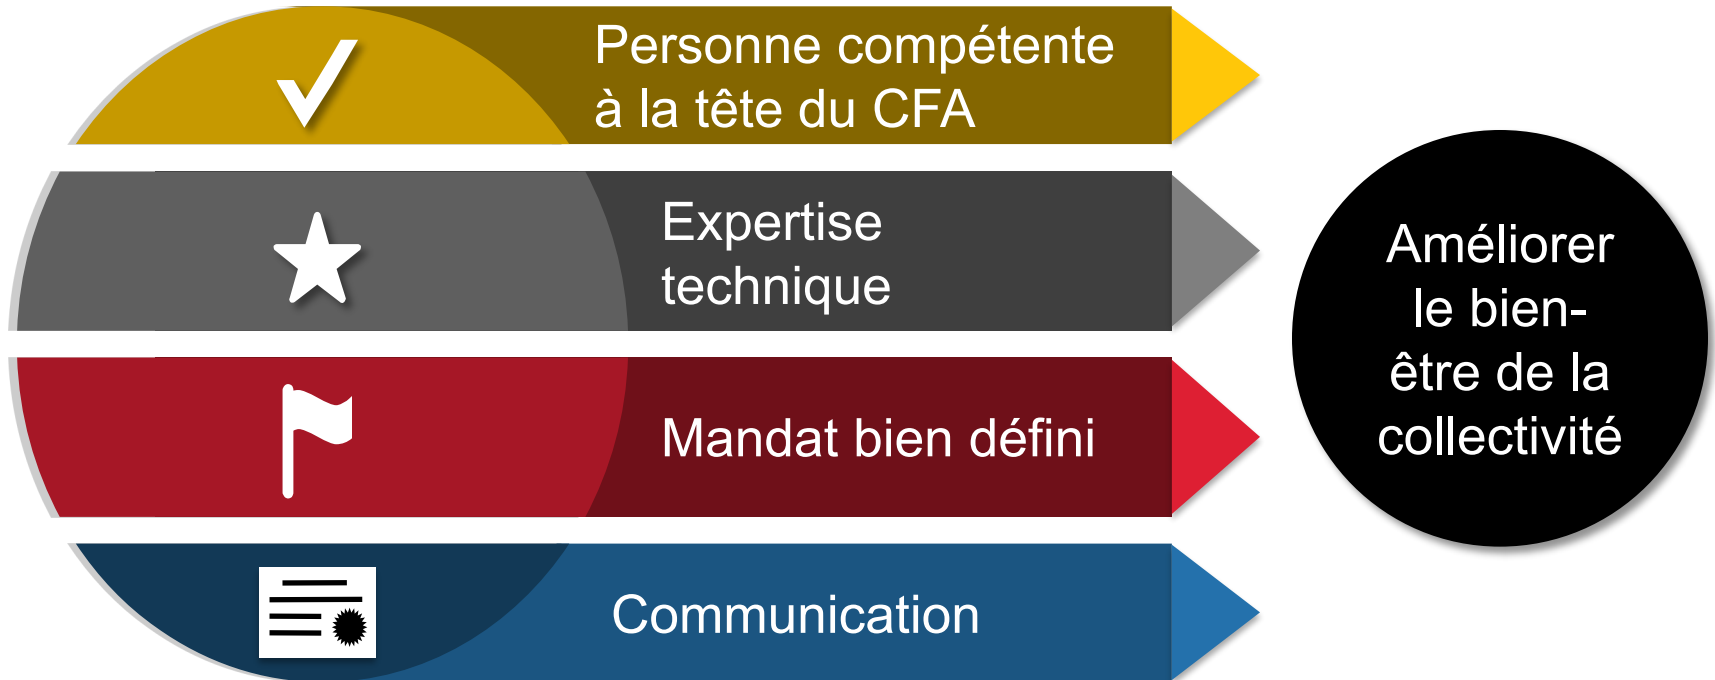 Personne compétente
à la tête du CFA
Expertise
technique
Mandat bien défini
Communication
Améliorer
le bien-
être de la
collectivité